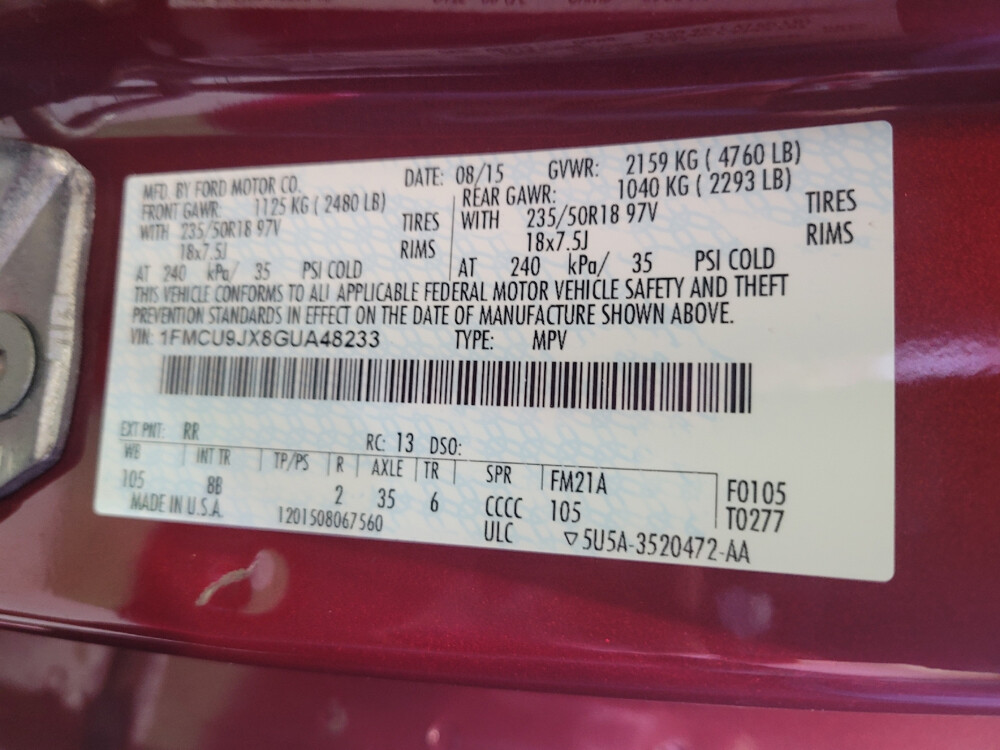 MFD. BY FORD MOTOR CO. DATE: 08/15 GVWR: 2159 KG ( 4760 LB)
FRONT GAWR: 1125 KG ( 2480 LB) REAR GAWR: 1040 KG ( 2293 LB)
WITH 235/50R18 97V TIRES WITH 235/50R18 97V TIRES
18x7.5J RIMS 18x7.5J RIMS
AT 240 kPa/ 35 PSI COLD AT 240 kPa/ 35 PSI COLD
THIS VEHICLE CONFORMS TO ALL APPLICABLE FEDERAL MOTOR VEHICLE SAFETY AND THEFT
PREVENTION STANDARDS IN EFFECT ON THE DATE OF MANUFACTURE SHOWN ABOVE.
VIN: 1FMCU9JX8GUA48233 TYPE: MPV
EXT PNT: RR RC: 13 DSO:
WB INT TR TP/PS R AXLE TR SPR FM21A F0105
105 8B 2 35 6 CCCC 105 T0277
MADE IN U.S.A. 1201508067560 ULC ▽5U5A-3520472-AA